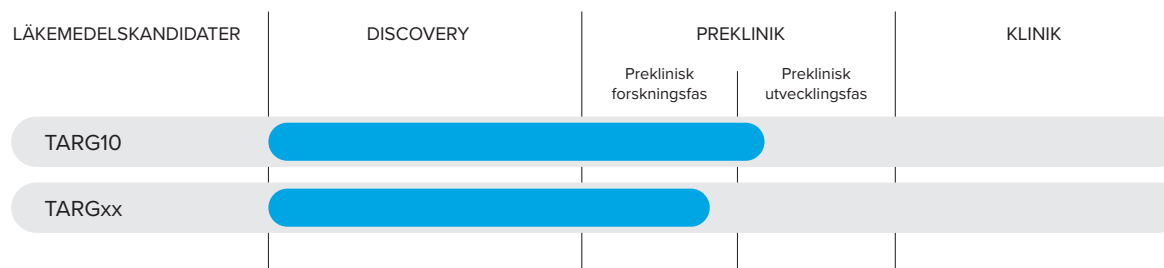 LÄKEMEDELSKANDIDATER DISCOVERY PREKLINIK KLINIK
Preklinisk Preklinisk
forskningsfas utvecklingsfas
TARG10
TARGxx